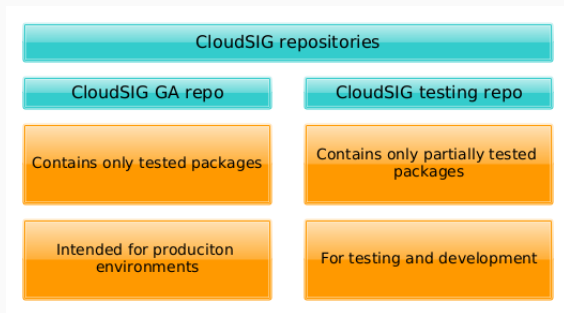 CloudSIG repositories
CloudSIG GA repo
CloudSIG testing repo
Contains only tested packages
Contains only partially tested
packages
Intended for produciton
environments
For testing and development